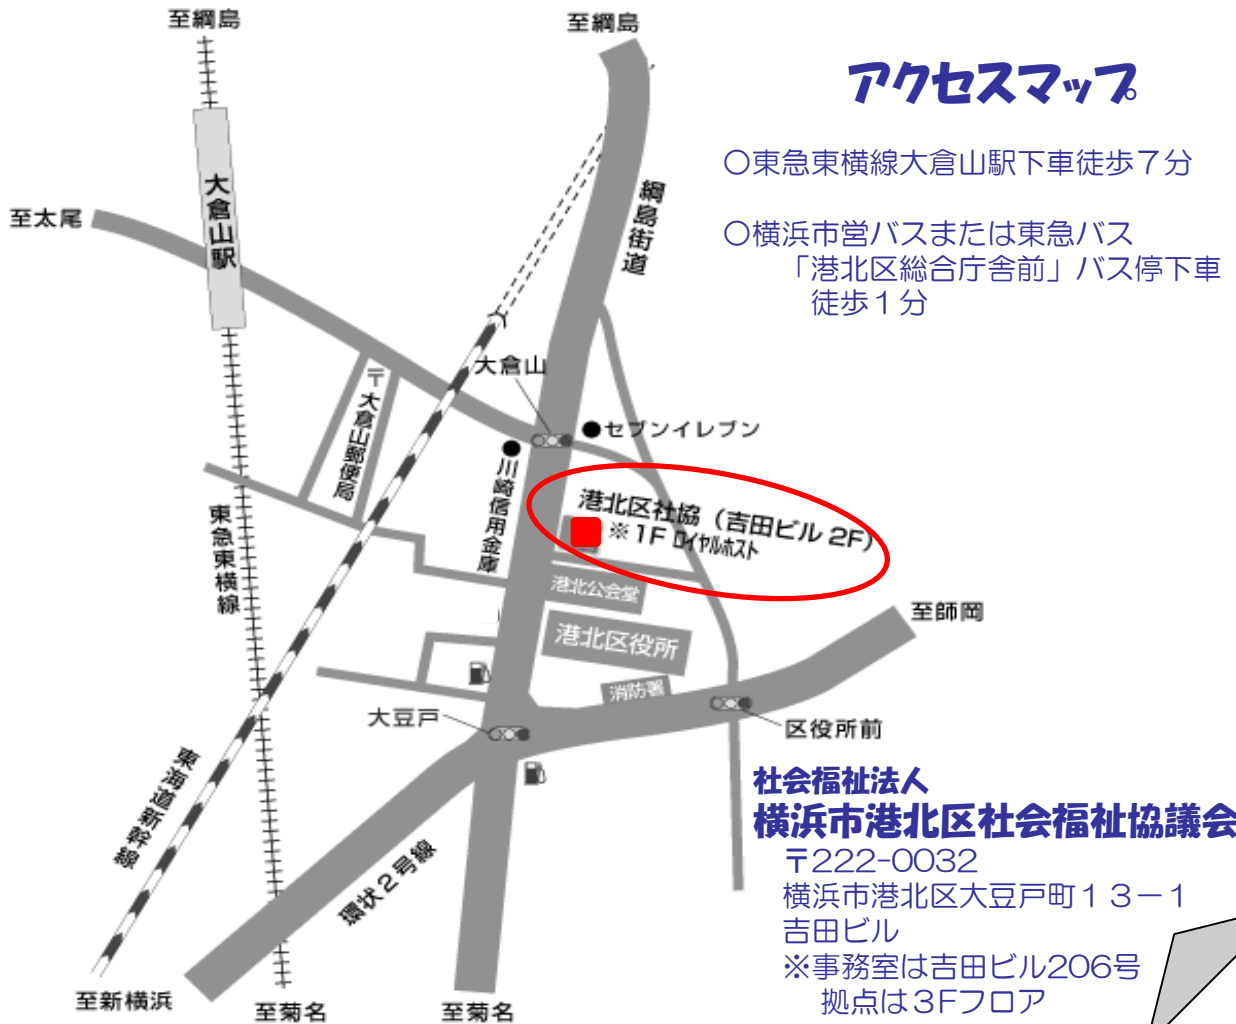 至綱島
至綱島
アクセスマップ
○東急東横線大倉山駅下車徒歩７分
○横浜市営バスまたは東急バス
「港北区総合庁舎前」バス停下車
徒歩１分
至太尾
大倉山駅
綱島街道
大倉山
セブンイレブン
〒大倉山郵便局
川崎信用金庫
港北区社協（吉田ビル 2F）
※1F ロイヤルホスト
東急東横線
港北公会堂
港北区役所
消防署
至師岡
大豆戸
区役所前
東海道新幹線
環状２号線
社会福祉法人
横浜市港北区社会福祉協議会
〒222-0032
横浜市港北区大豆戸町１３－１
吉田ビル
※事務室は吉田ビル206号
拠点は３Fフロア
至新横浜
至菊名
至菊名